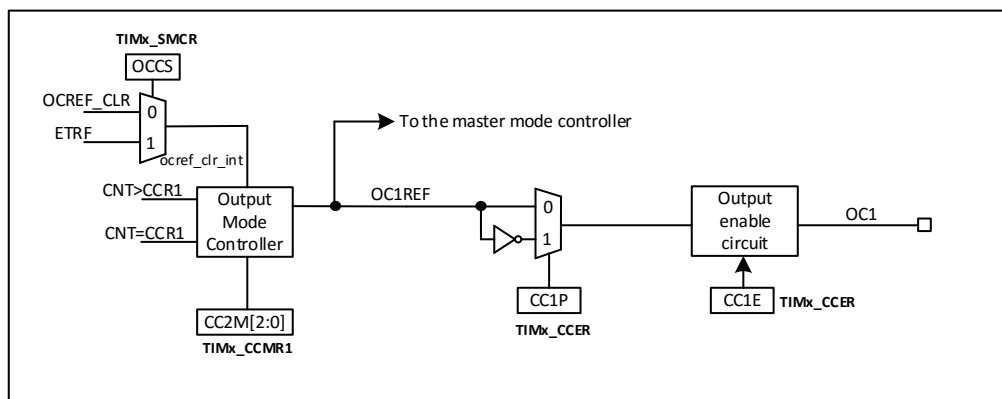 TIMx_SMCR
OCCS
OCREF_CLR
0
ETRF
1
ocref_clr_int
To the master mode controller
CNT>CCR1
CNT=CCR1
Output
Mode
Controller
OC1REF
0
1
Output
enable
circuit
OC1
CC2M[2:0]
TIMx_CCMR1
CC1P
TIMx_CCER
CC1E
TIMx_CCER